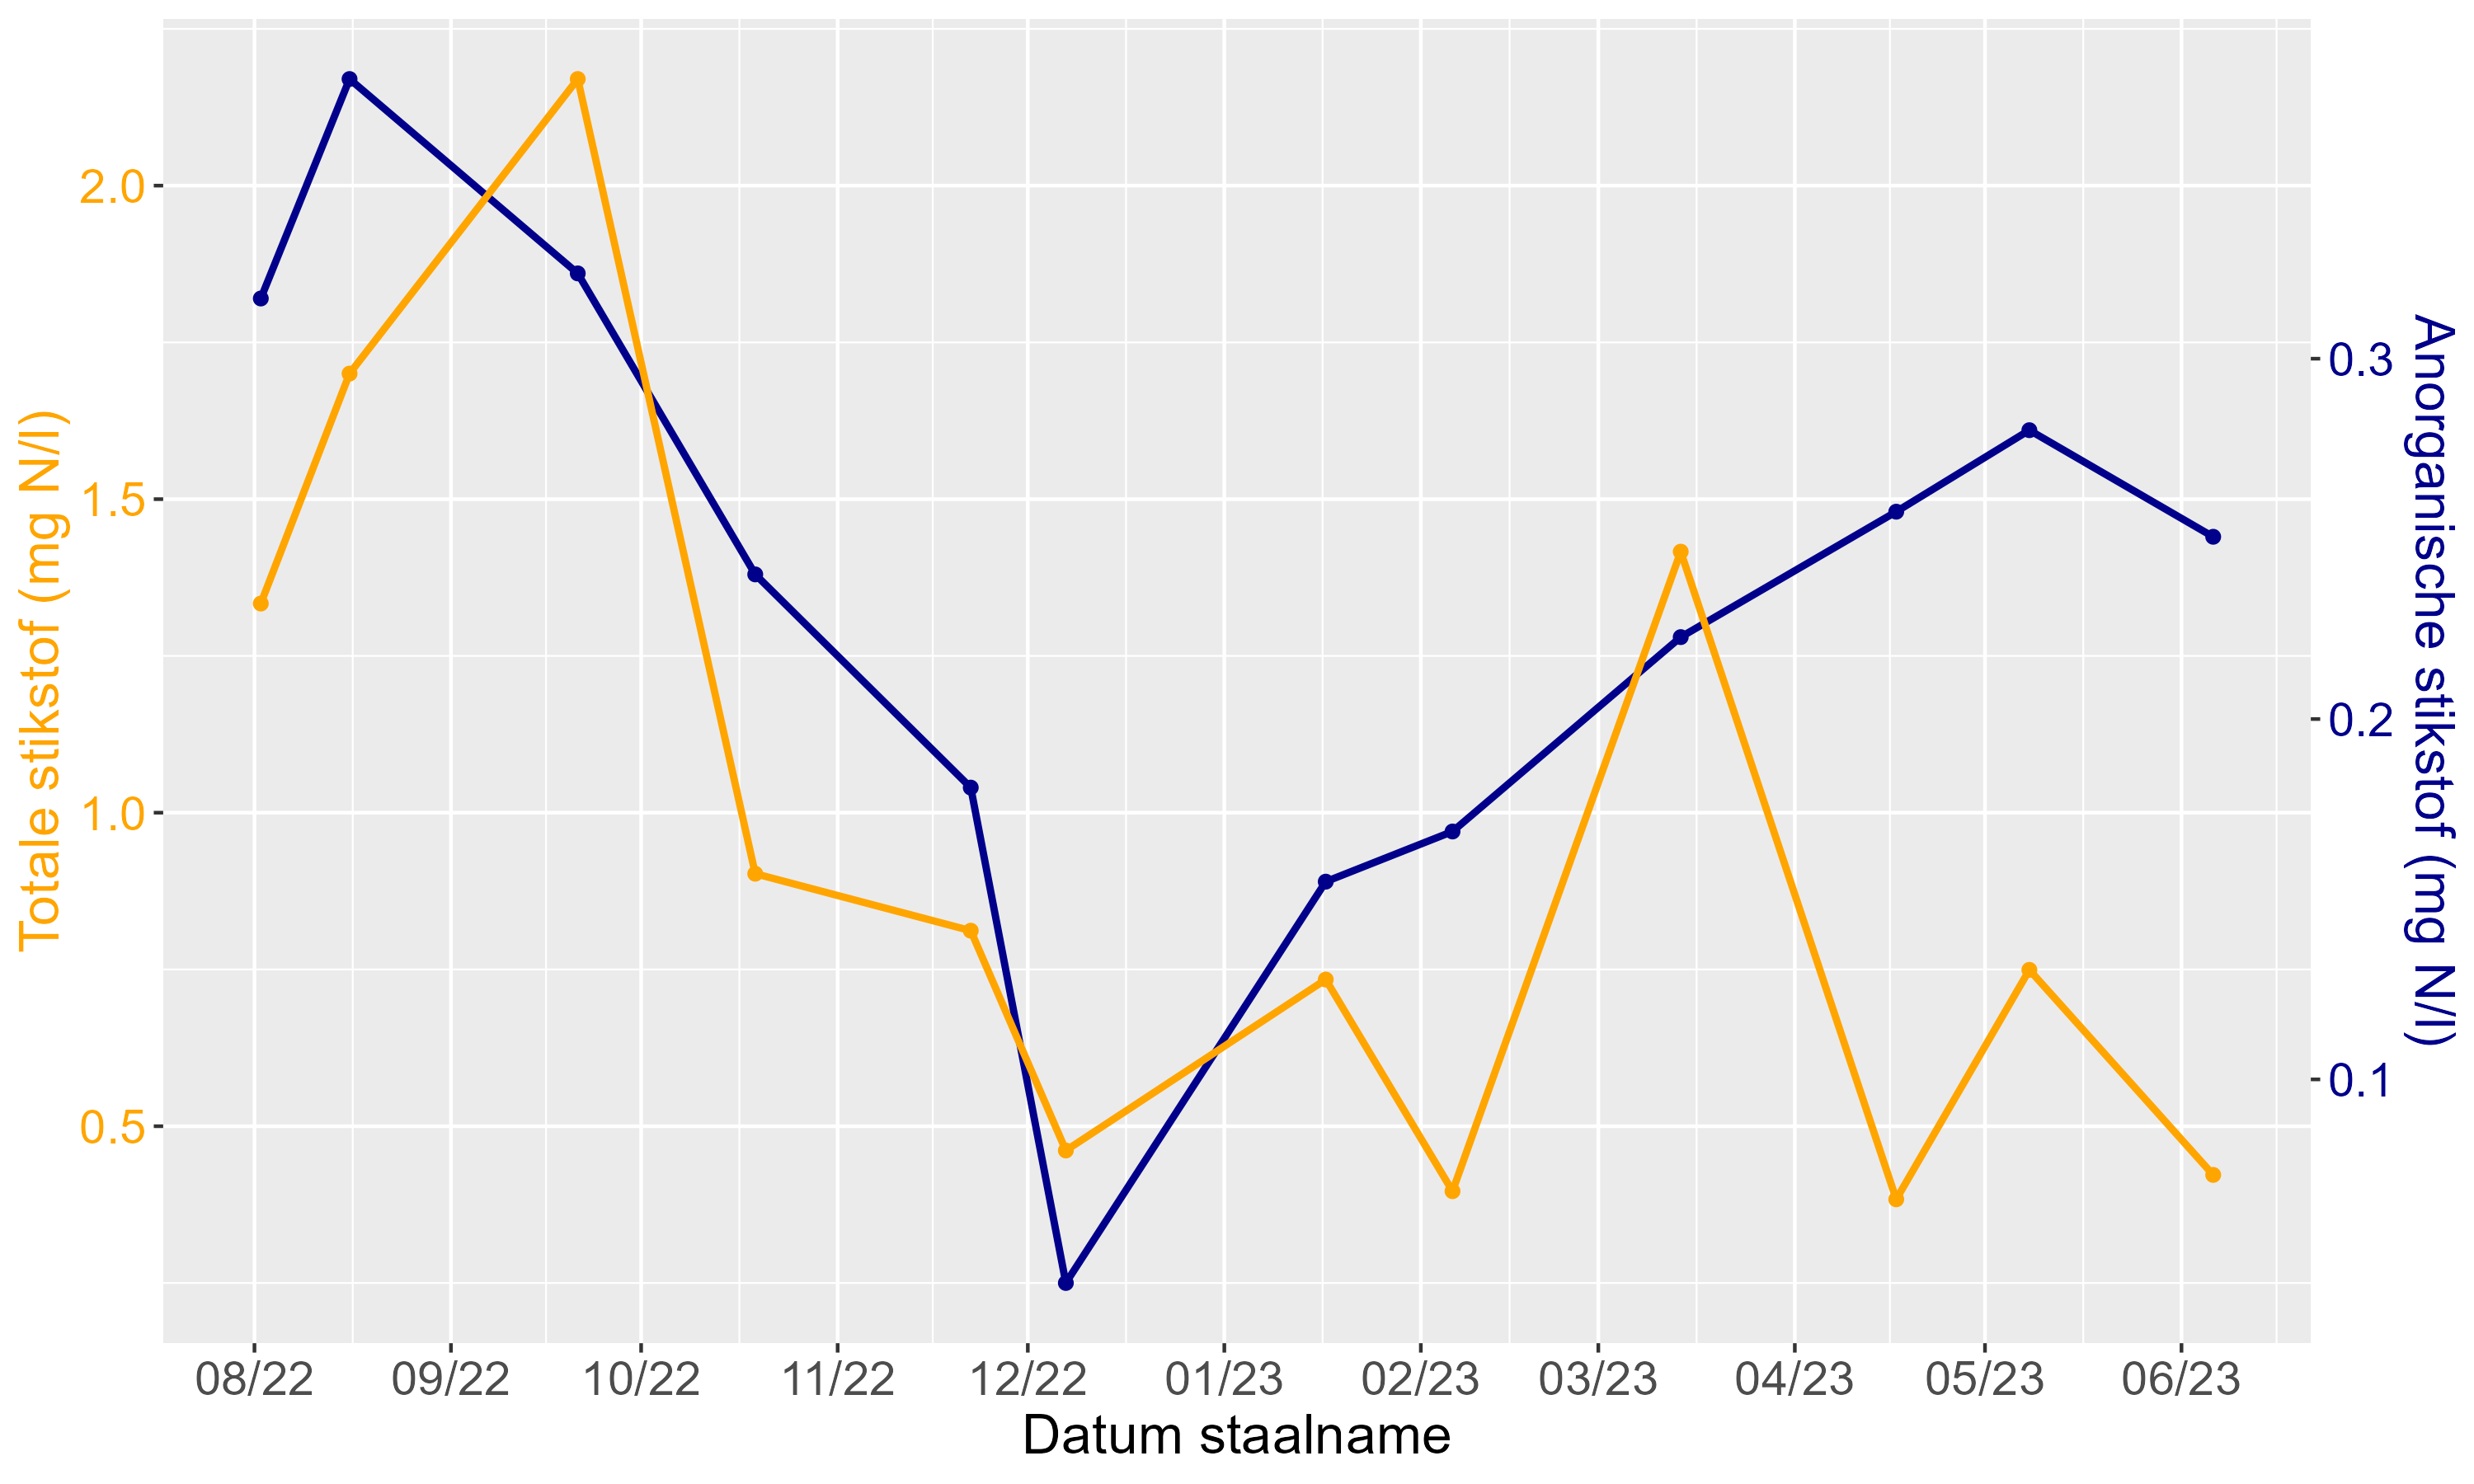 Totale stikstof (mg N/l)
2.0
1.5
1.0
0.5
0.3
0.2
0.1
Anorganische stikstof (mg N/l)
08/22 09/22 10/22 11/22 12/22 01/23 02/23 03/23 04/23 05/23 06/23
Datum staalname